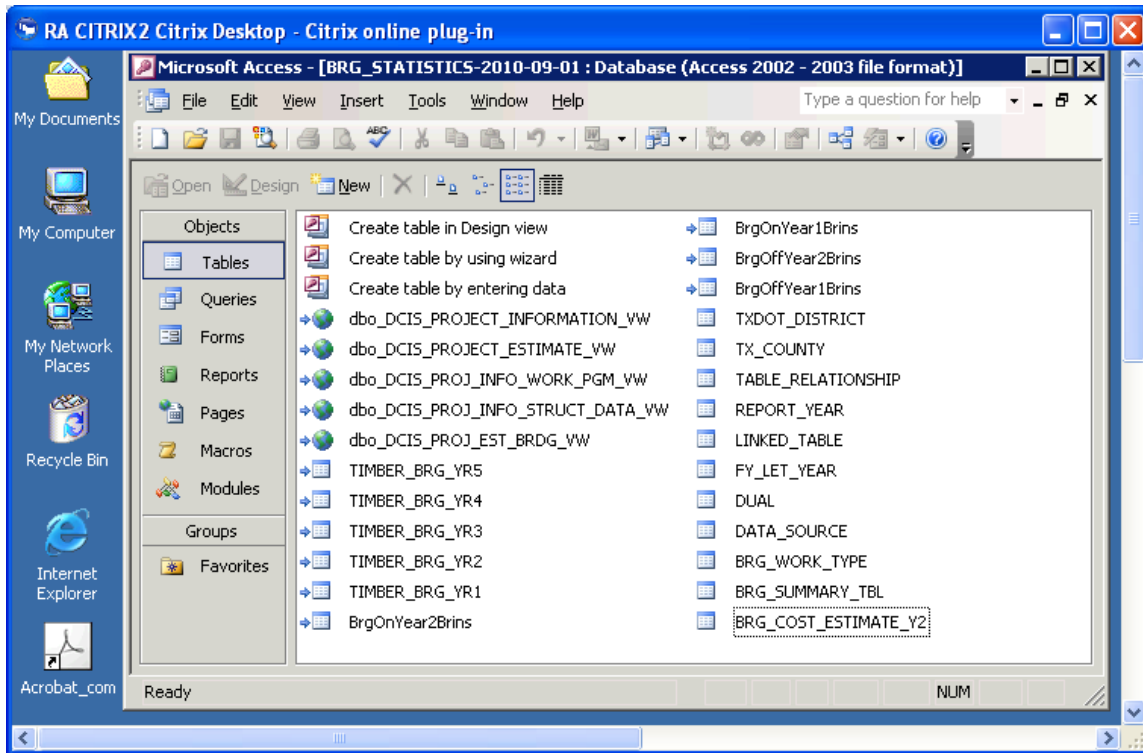 RA CITRIX2 Citrix Desktop - Citrix online plug-in
Microsoft Access - [BRG_STATISTICS-2010-09-01 : Database (Access 2002 - 2003 file format)]
File Edit View Insert Tools Window Help
Type a question for help
Open Design New
My Documents
My Computer
My Network
Places
Recycle Bin
Internet
Explorer
Acrobat_com
Objects
Tables
Queries
Forms
Reports
Pages
Macros
Modules
Groups
Favorites
Create table in Design view
Create table by using wizard
Create table by entering data
dbo_DCIS_PROJECT_INFORMATION_VW
dbo_DCIS_PROJECT_ESTIMATE_VW
dbo_DCIS_PROJ_INFO_WORK_PGM_VW
dbo_DCIS_PROJ_INFO_STRUCT_DATA_VW
dbo_DCIS_PROJ_EST_BRDG_VW
TIMBER_BRG_YR5
TIMBER_BRG_YR4
TIMBER_BRG_YR3
TIMBER_BRG_YR2
TIMBER_BRG_YR1
BrgOnYear2Brins
BrgOnYear1Brins
BrgOffYear2Brins
BrgOffYear1Brins
TXDOT_DISTRICT
TX_COUNTY
TABLE_RELATIONSHIP
REPORT_YEAR
LINKED_TABLE
FY_LET_YEAR
DUAL
DATA_SOURCE
BRG_WORK_TYPE
BRG_SUMMARY_TBL
BRG_COST_ESTIMATE_Y2
Ready
NUM